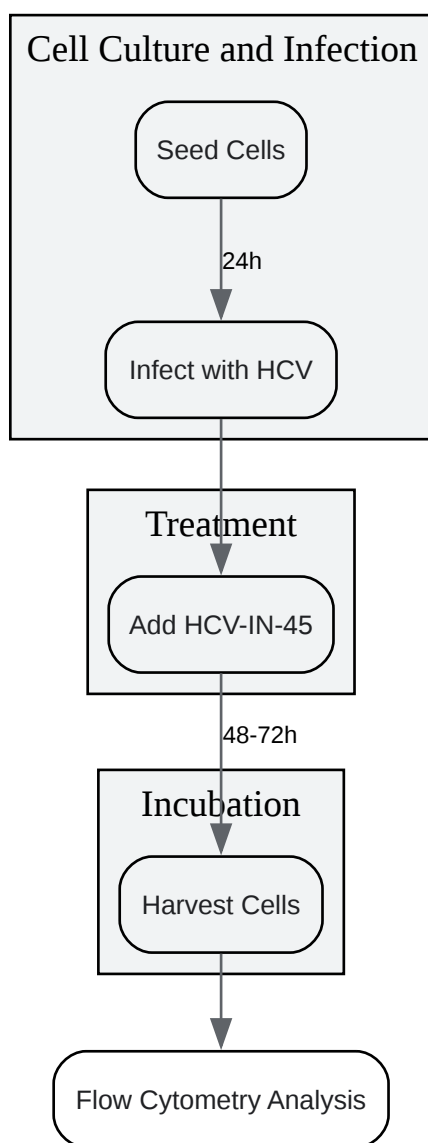 Cell Culture and Infection
Seed Cells
24h
Infect with HCV
Treatment
Add HCV-IN-45
48-72h
Incubation
Harvest Cells
Flow Cytometry Analysis